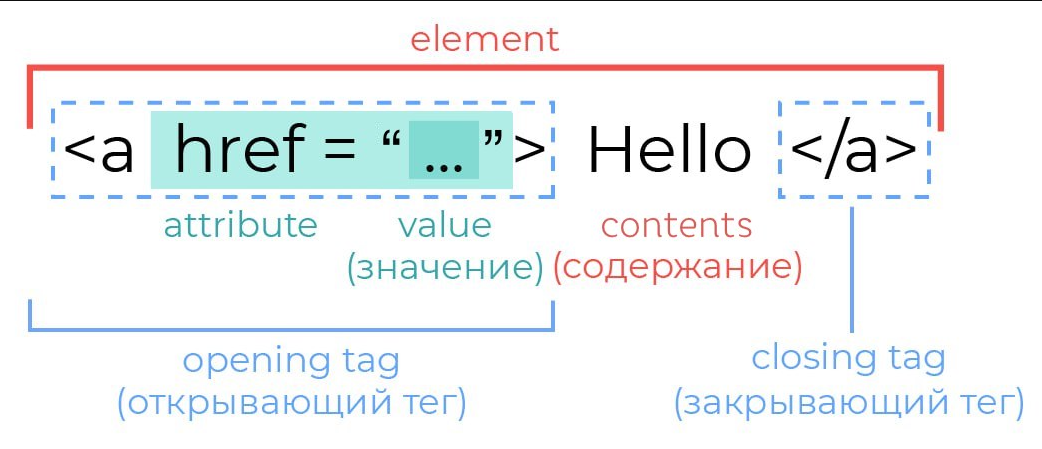 element
<a href = “...”> Hello </a>
attribute value contents
(значение) (содержание)
opening tag closing tag
(открывающий тег) (закрывающий тег)